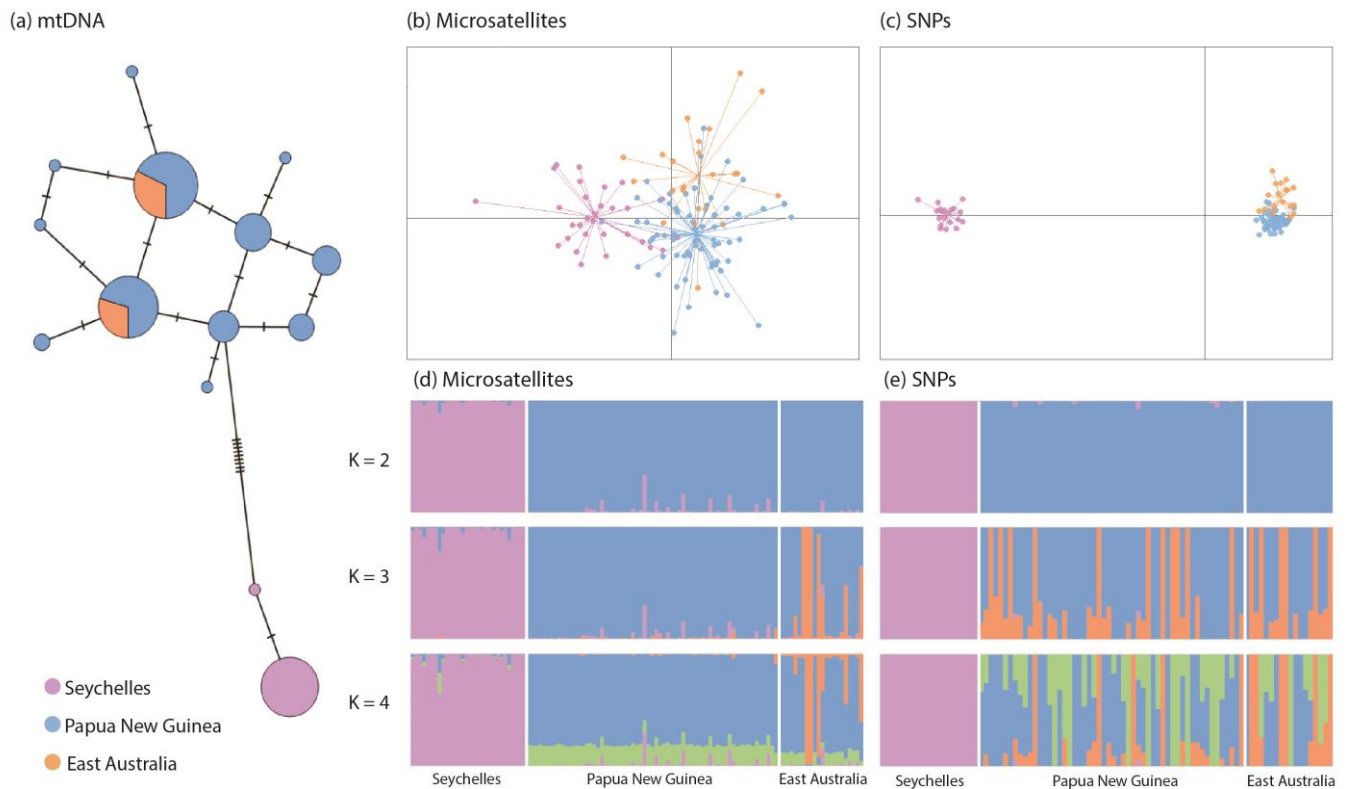 (a) mtDNA
(b) Microsatellites
(c) SNPs
(d) Microsatellites
(e) SNPs
K = 2
K = 3
K = 4
Seychelles
Papua New Guinea
East Australia
Seychelles
Papua New Guinea
East Australia
Seychelles
Papua New Guinea
East Australia